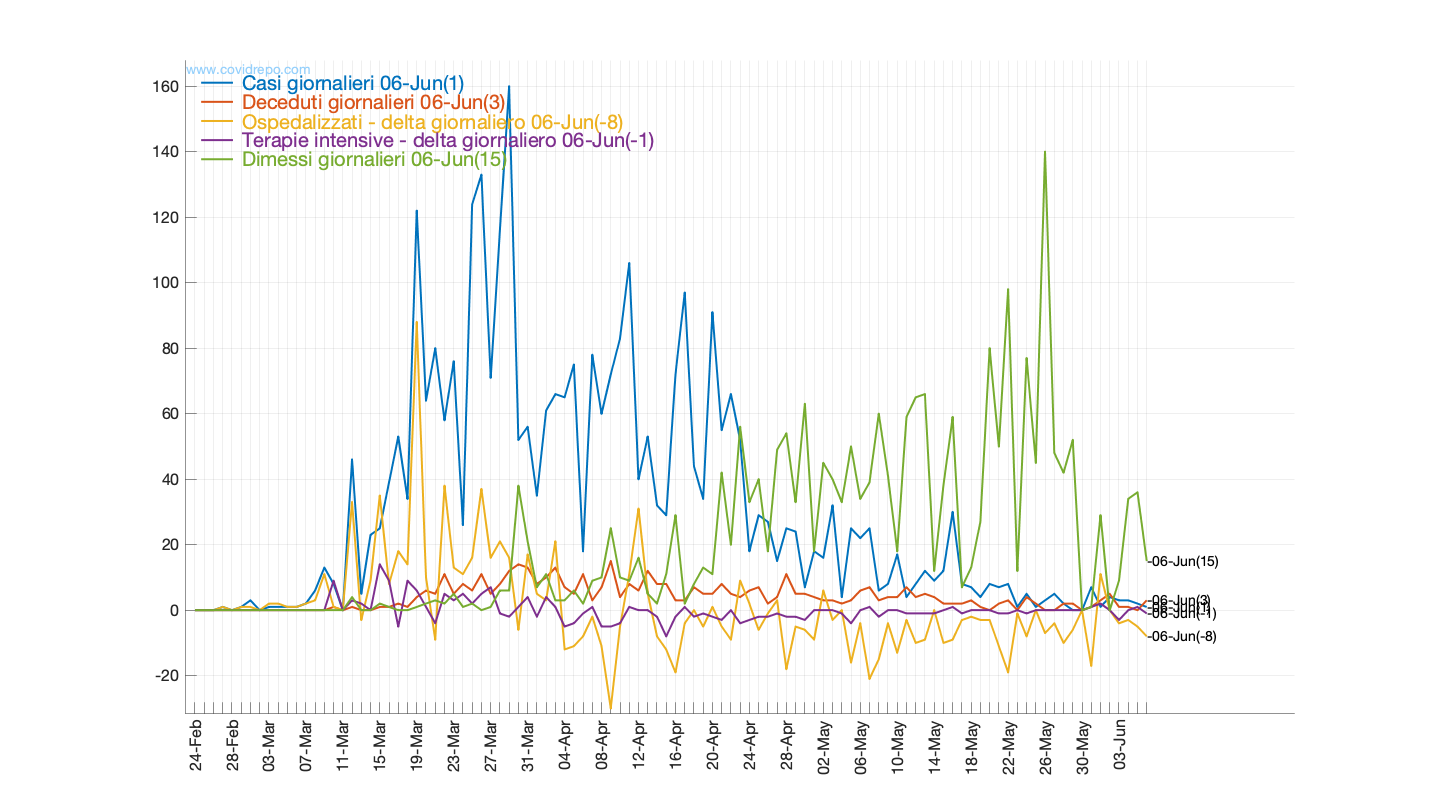 www.covidrepo.com
Casi giornalieri 06-Jun(1)
Deceduti giornalieri 06-Jun(3)
Ospedalizzati - delta giornaliero 06-Jun(-8)
Terapie intensive - delta giornaliero 06-Jun(-1)
Dimessi giornalieri 06-Jun(15)
160
140
120
100
80
60
40
20
0
-20
06-Jun(15)
06-Jun(3)
06-Jun(1)
06-Jun(-1)
06-Jun(-8)
24-Feb
28-Feb
03-Mar
07-Mar
11-Mar
15-Mar
19-Mar
23-Mar
27-Mar
31-Mar
04-Apr
08-Apr
12-Apr
16-Apr
20-Apr
24-Apr
28-Apr
02-May
06-May
10-May
14-May
18-May
22-May
26-May
30-May
03-Jun